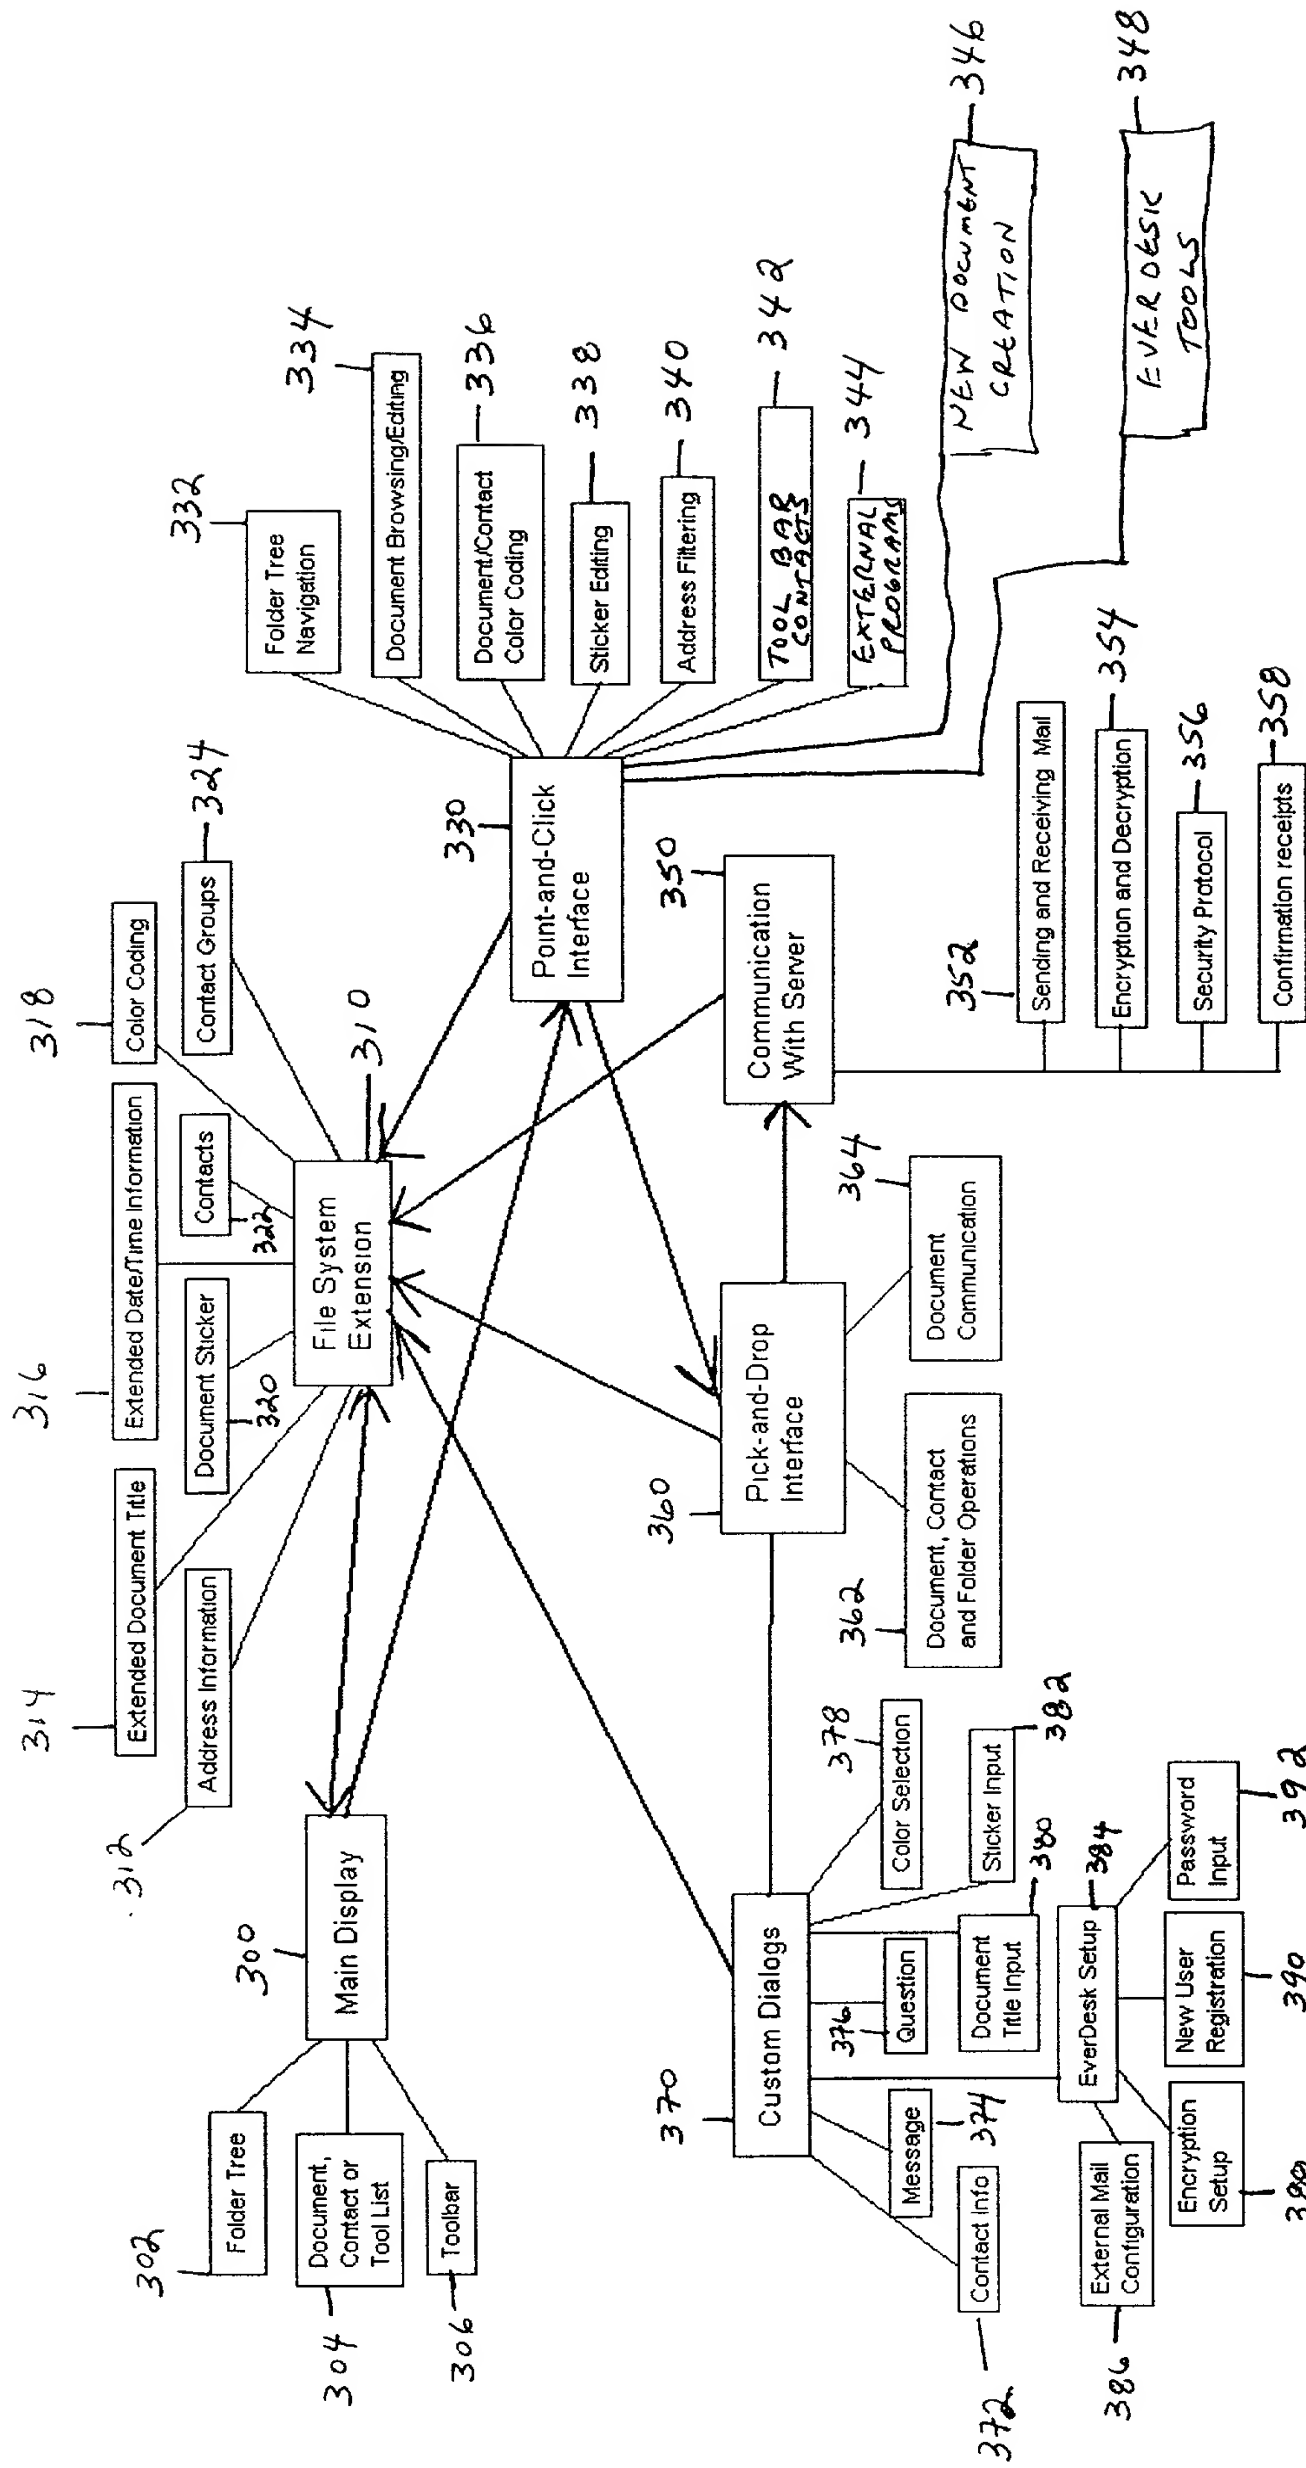 314
316
318
Extended Document Title
Extended Date/Time Information
Color Coding
312
Address Information
Document Sticker
320
Contacts
322
Contact Groups
324
332
Folder Tree
Navigation
334
Document Browsing/Editing
302
Folder Tree
300
Main Display
File System
Extension
310
304
Document,
Contact or
Tool List
306
Toolbar
Document/Contact
Color Coding
336
330
Point-and-Click
Interface
Sticker Editing
338
Address Filtering
340
TOOL BAR
CONTACTS
342
EXTERNAL
PROGRAMS
344
NEW DOCUMENT
CREATION
346
EVERDESK
TOOLS
348
370
Custom Dialogs
360
Pick-and-Drop
Interface
350
Communication
With Server
362
Document, Contact
and Folder Operations
364
Document
Communication
352
Sending and Receiving Mail
Encryption and Decryption
354
Security Protocol
356
Confirmation receipts
358
372
Contact Info
Message
374
376
Question
378
Color Selection
Document
Title Input
380
Sticker Input
382
EverDesk Setup
384
386
External Mail
Configuration
Encryption
Setup
New User
Registration
390
Password
Input
392